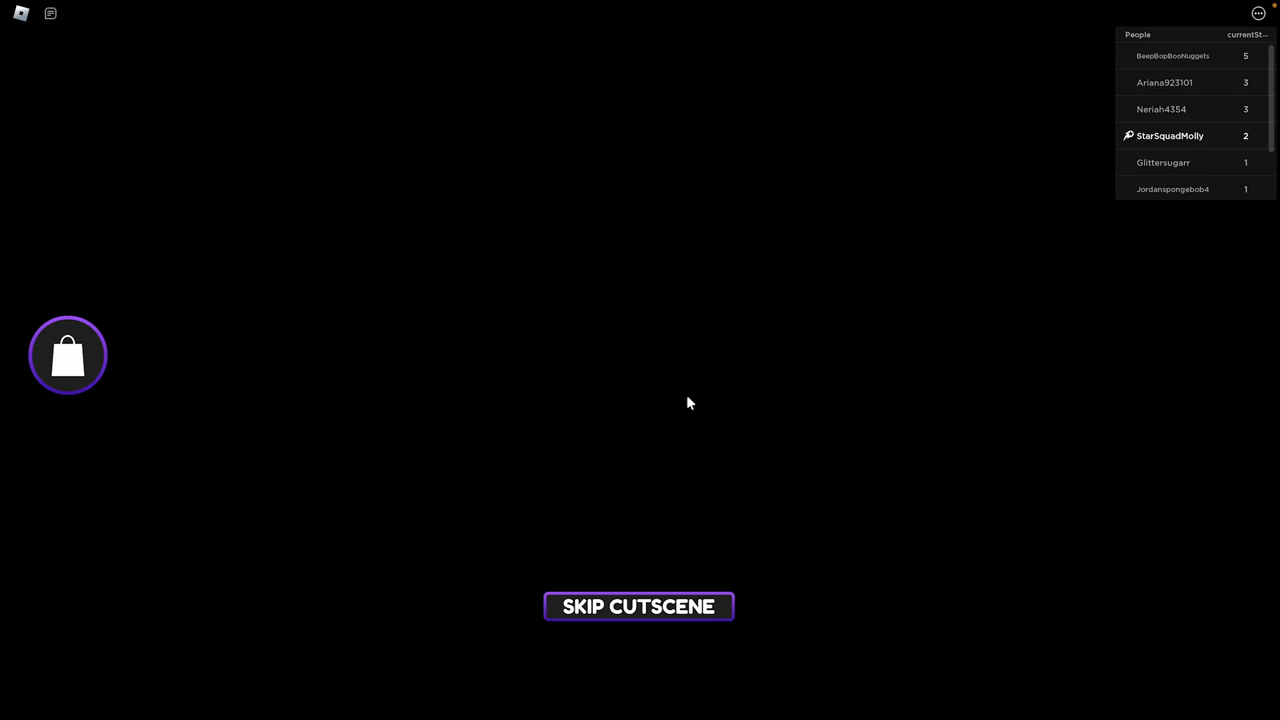 People currentSt...
BeepBopBooNuggets 5
Ariana923101 3
Neriah4354 3
StarSquadMolly 2
Glittersugarr 1
Jordanspongebob4 1
SKIP CUTSCENE